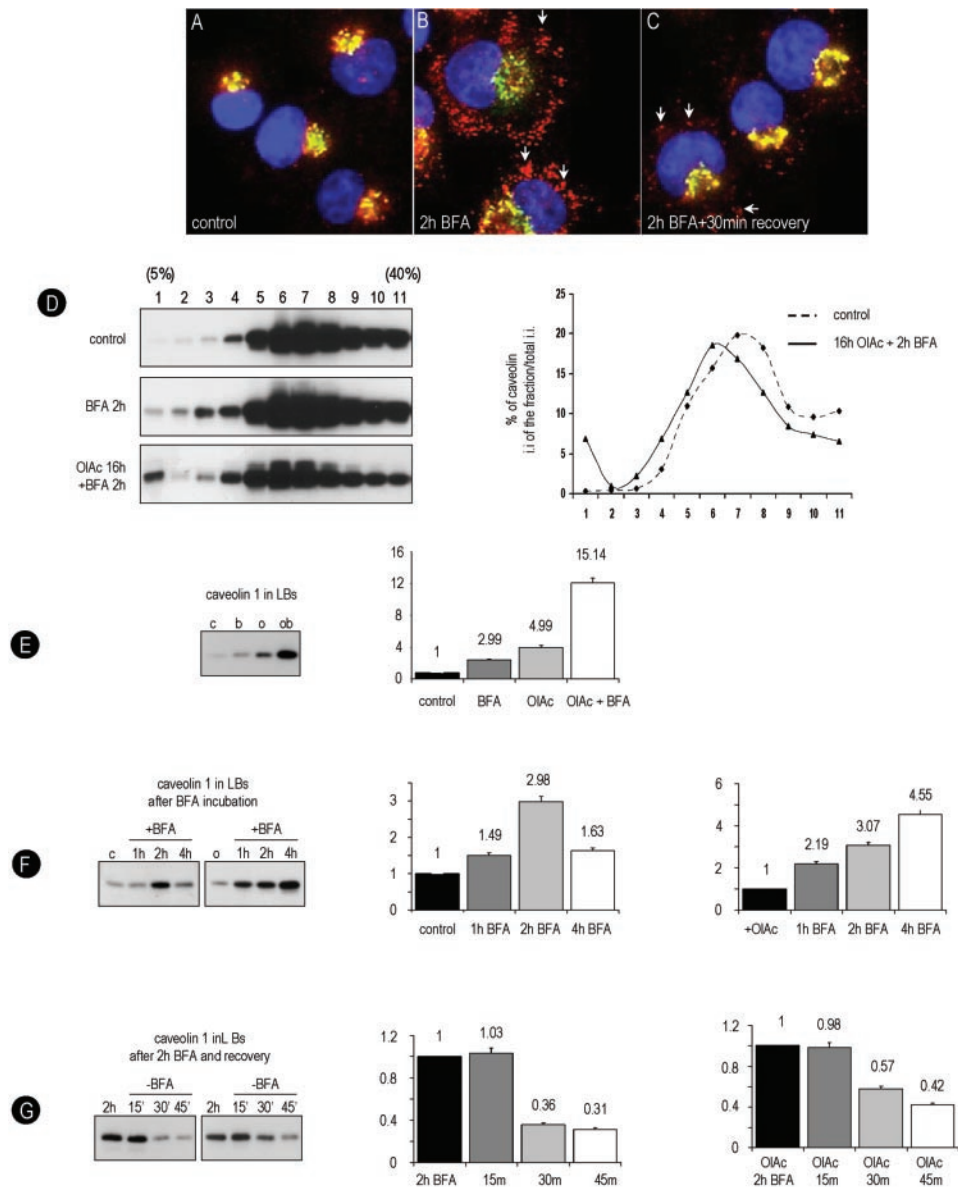 A
B
C
control
2h BFA
2h BFA+30min recovery
D
(5%) (40%)
1 2 3 4 5 6 7 8 9 10 11
control
BFA 2h
OlAc 16h
+BFA 2h
% of caveolin
i.i of the fraction/total i.i.
25
20
15
10
5
0
1 2 3 4 5 6 7 8 9 10 11
control
16h OlAc + 2h BFA
E
caveolin 1 in LBs
c b o ob
16
12
8
4
0
1
2.99
4.99
15.14
control BFA OlAc OlAc + BFA
F
caveolin 1 in LBs
after BFA incubation
+BFA +BFA
c 1h 2h 4h o 1h 2h 4h
3
2
1
0
1
1.49
2.98
1.63
control 1h BFA 2h BFA 4h BFA
6
4
2
0
1
2.19
3.07
4.55
+OlAc 1h BFA 2h BFA 4h BFA
G
caveolin 1 inL Bs
after 2h BFA and recovery
-BFA -BFA
2h 15' 30' 45' 2h 15' 30' 45'
1.2
0.8
0.4
0
1
1.03
0.36
0.31
2h BFA 15m 30m 45m
1.2
0.8
0.4
0
1
0.98
0.57
0.42
OlAc OlAc OlAc OlAc
2h BFA 15m 30m 45m